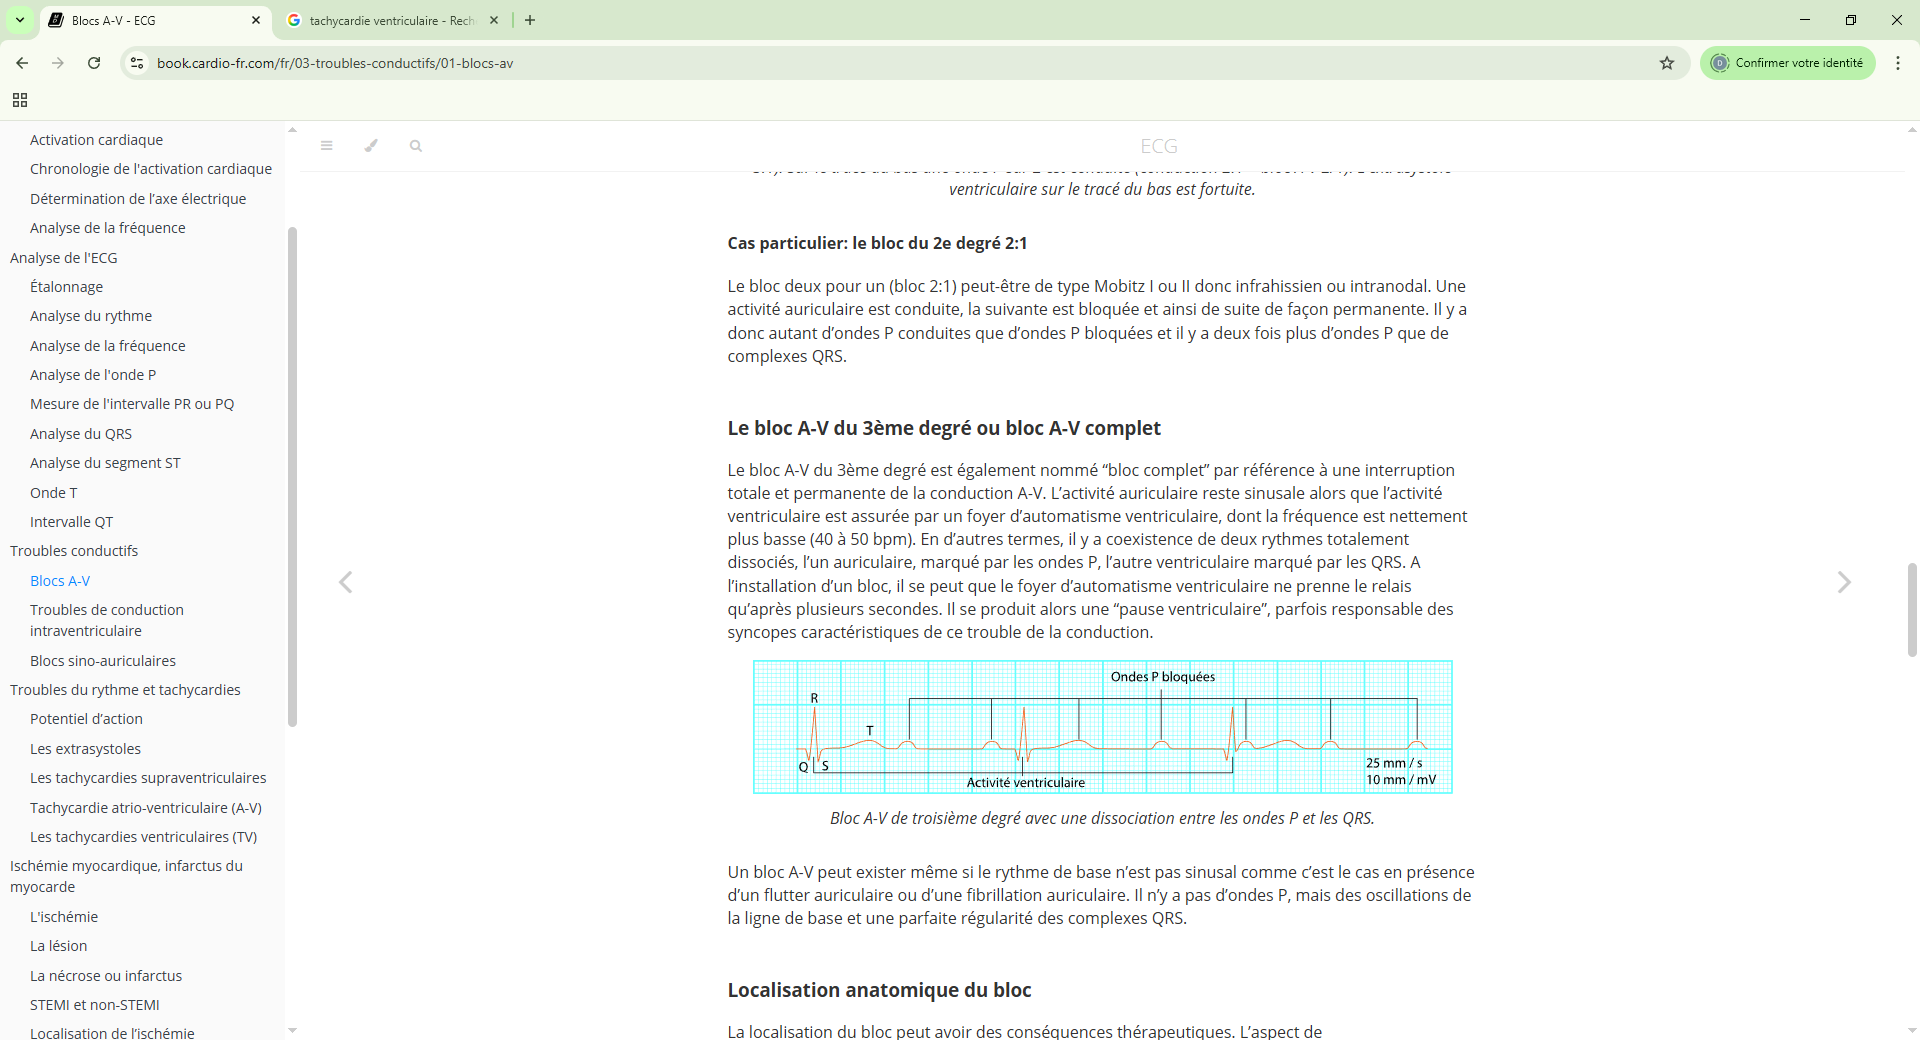 Blocs A-V - ECG
tachycardie ventriculaire - Rech
book.cardio-fr.com/fr/03-troubles-conductifs/01-blocs-av
D
Confirmer votre identité
Activation cardiaque
Chronologie de l'activation cardiaque
Détermination de l’axe électrique
Analyse de la fréquence
Analyse de l'ECG
Étalonnage
Analyse du rythme
Analyse de la fréquence
Analyse de l'onde P
Mesure de l'intervalle PR ou PQ
Analyse du QRS
Analyse du segment ST
Onde T
Intervalle QT
Troubles conductifs
Blocs A-V
Troubles de conduction
intraventriculaire
Blocs sino-auriculaires
Troubles du rythme et tachycardies
Potentiel d’action
Les extrasystoles
Les tachycardies supraventriculaires
Tachycardie atrio-ventriculaire (A-V)
Les tachycardies ventriculaires (TV)
Ischémie myocardique, infarctus du
myocarde
L'ischémie
La lésion
La nécrose ou infarctus
STEMI et non-STEMI
Localisation de l’ischémie
ECG
ventriculaire sur le tracé du bas est fortuite.
Cas particulier: le bloc du 2e degré 2:1
Le bloc deux pour un (bloc 2:1) peut-être de type Mobitz I ou II donc infrahissien ou intranodal. Une
activité auriculaire est conduite, la suivante est bloquée et ainsi de suite de façon permanente. Il y a
donc autant d’ondes P conduites que d’ondes P bloquées et il y a deux fois plus d’ondes P que de
complexes QRS.
Le bloc A-V du 3ème degré ou bloc A-V complet
Le bloc A-V du 3ème degré est également nommé “bloc complet” par référence à une interruption
totale et permanente de la conduction A-V. L’activité auriculaire reste sinusale alors que l’activité
ventriculaire est assurée par un foyer d’automatisme ventriculaire, dont la fréquence est nettement
plus basse (40 à 50 bpm). En d’autres termes, il y a coexistence de deux rythmes totalement
dissociés, l’un auriculaire, marqué par les ondes P, l’autre ventriculaire marqué par les QRS. A
l’installation d’un bloc, il se peut que le foyer d’automatisme ventriculaire ne prenne le relais
qu’après plusieurs secondes. Il se produit alors une “pause ventriculaire”, parfois responsable des
syncopes caractéristiques de ce trouble de la conduction.
Ondes P bloquées
R
T
Q S
Activité ventriculaire
25 mm / s
10 mm / mV
Bloc A-V de troisième degré avec une dissociation entre les ondes P et les QRS.
Un bloc A-V peut exister même si le rythme de base n’est pas sinusal comme c’est le cas en présence
d’un flutter auriculaire ou d’une fibrillation auriculaire. Il n’y a pas d’ondes P, mais des oscillations de
la ligne de base et une parfaite régularité des complexes QRS.
Localisation anatomique du bloc
La localisation du bloc peut avoir des conséquences thérapeutiques. L’aspect de